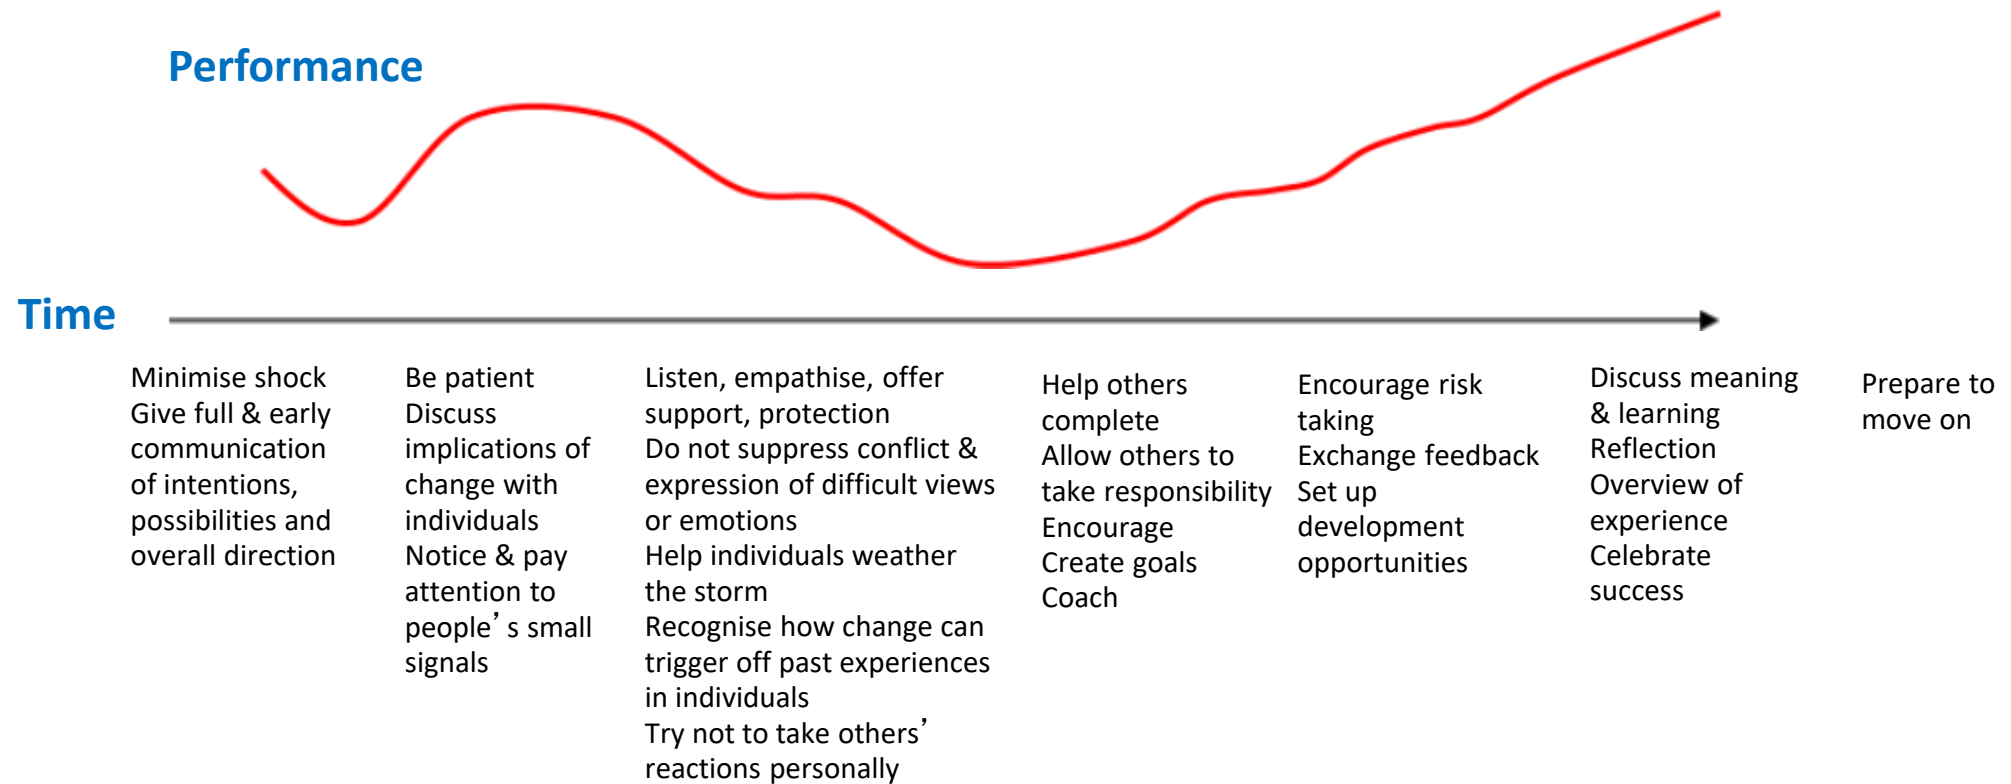 Performance
Time
Minimise shock
Give full & early
communication
of intentions,
possibilities and
overall direction
Be patient
Discuss
implications of
change with
individuals
Notice & pay
attention to
people’s small
signals
Listen, empathise, offer
support, protection
Do not suppress conflict &
expression of difficult views
or emotions
Help individuals weather
the storm
Recognise how change can
trigger off past experiences
in individuals
Try not to take others’
reactions personally
Help others
complete
Allow others to
take responsibility
Encourage
Create goals
Coach
Encourage risk
taking
Exchange feedback
Set up
development
opportunities
Discuss meaning
& learning
Reflection
Overview of
experience
Celebrate
success
Prepare to
move on